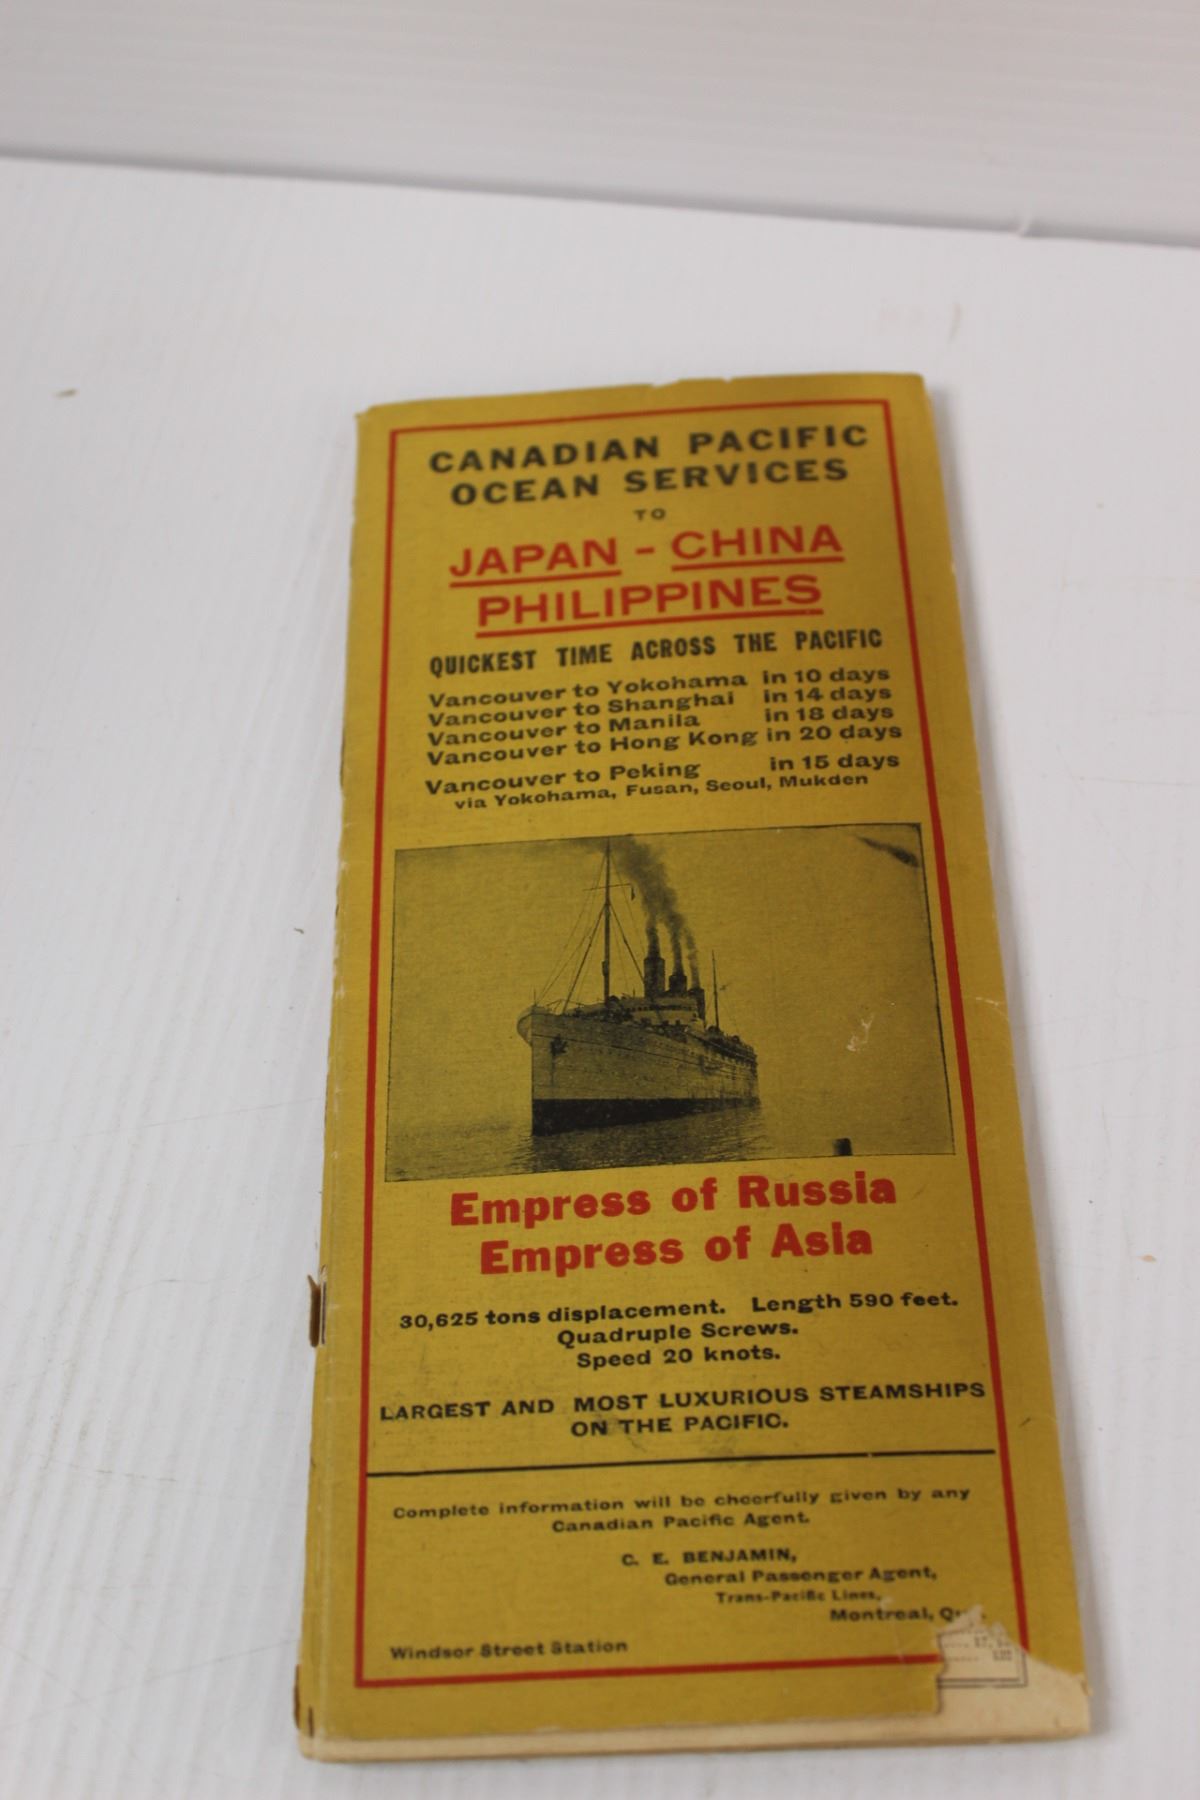 CANADIAN PACIFIC
OCEAN SERVICES
TO
JAPAN - CHINA
PHILIPPINES
QUICKEST TIME ACROSS THE PACIFIC
Vancouver to Yokohama in 10 days
Vancouver to Shanghai in 14 days
Vancouver to Manila in 18 days
Vancouver to Hong Kong in 20 days
Vancouver to Peking in 15 days
via Yokohama, Fusan, Seoul, Mukden
Empress of Russia
Empress of Asia
30,625 tons displacement. Length 590 feet.
Quadruple Screws.
Speed 20 knots.
LARGEST AND MOST LUXURIOUS STEAMSHIPS
ON THE PACIFIC.
Complete information will be cheerfully given by any
Canadian Pacific Agent.
C. E. BENJAMIN,
General Passenger Agent,
Trans-Pacific Lines,
Montreal,
Windsor Street Station